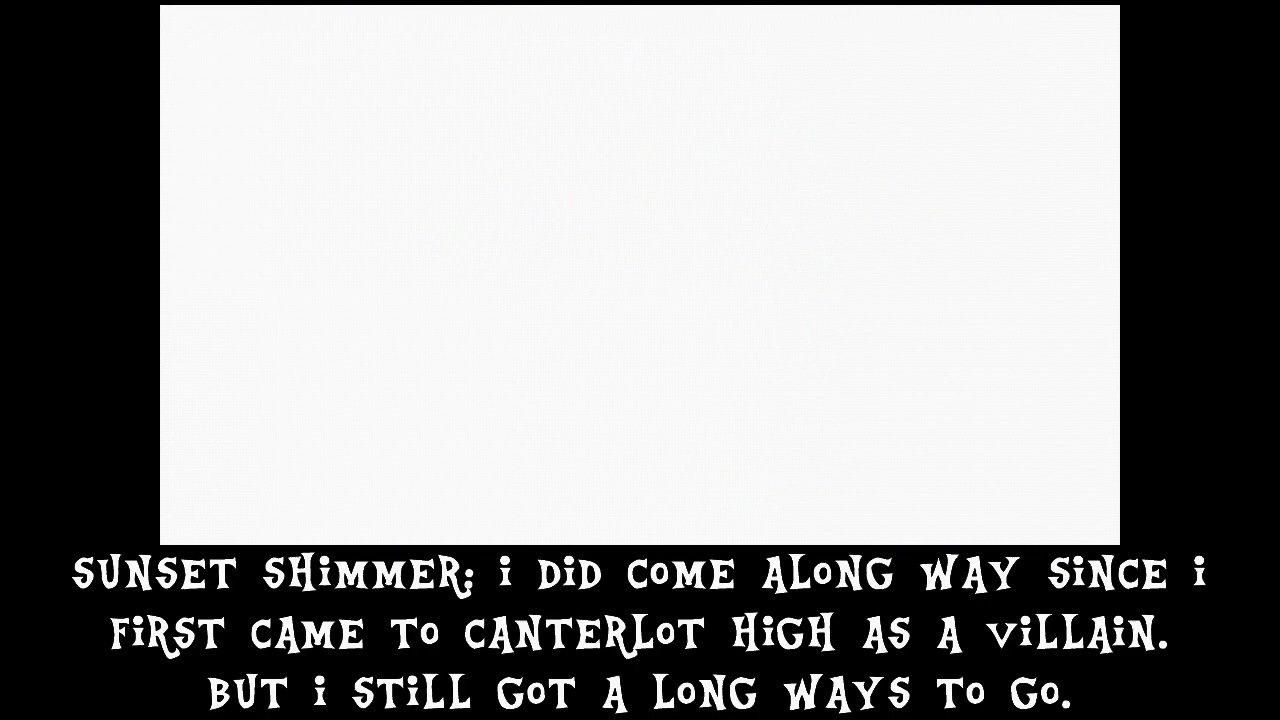 SUNSET SHiMMER: i DiD COME ALONG WAY SiNCE i
FiRST CAME TO CANTERLOT HiGH AS A ViLLAiN.
BUT i STiLL GOT A LONG WAYS TO GO.